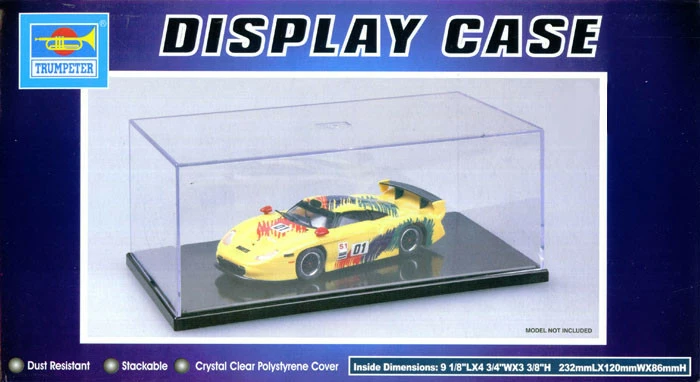 DISPLAY CASE
®
TRUMPETER
MODEL NOT INCLUDED
01
51
01
Dust Resistant Stackable Crystal Clear Polystyrene Cover Inside Dimensions: 9 1/8"LX4 3/4"WX3 3/8"H 232mmLX120mmWX86mmH